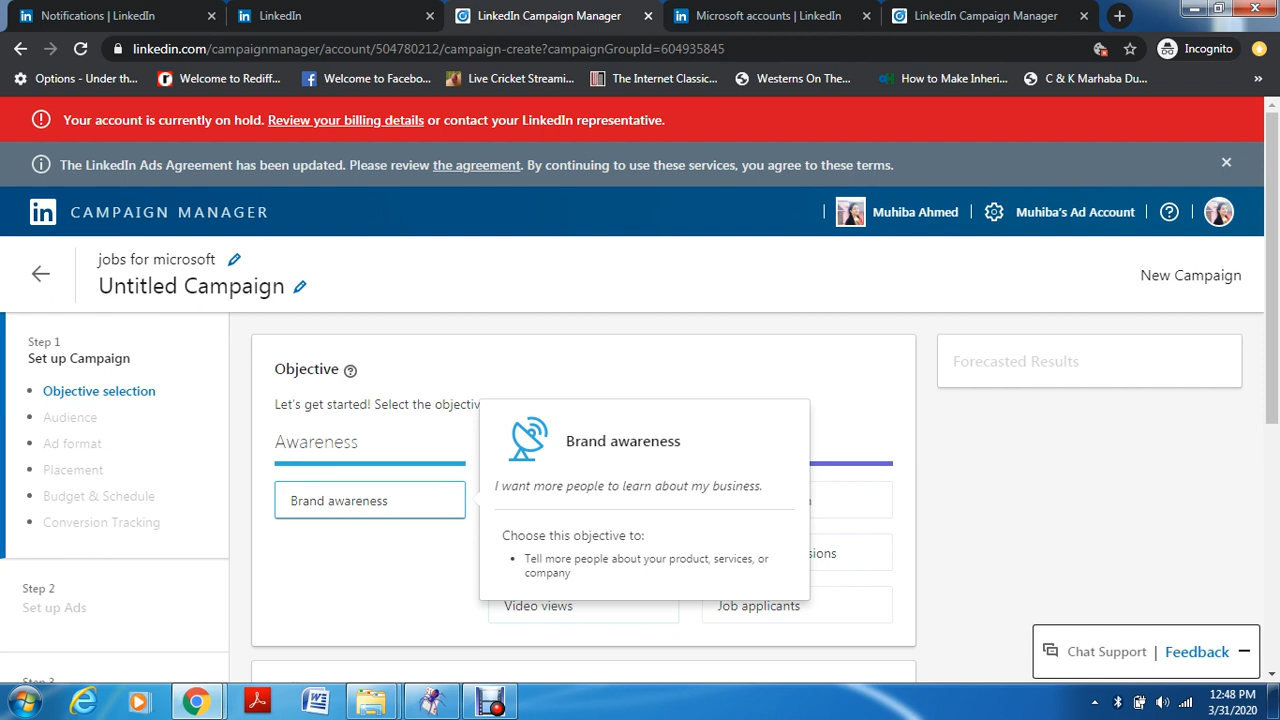 Notifications | LinkedIn
LinkedIn
LinkedIn Campaign Manager
Microsoft accounts | LinkedIn
LinkedIn Campaign Manager
linkedin.com/campaignmanager/account/504780212/campaign-create?campaignGroupId=604935845
Incognito
Options - Under th...
Welcome to Rediff...
Welcome to Facebo...
Live Cricket Streami...
The Internet Classic...
Westerns On The...
How to Make Inheri...
C & K Marhaba Du...
Your account is currently on hold. Review your billing details or contact your LinkedIn representative.
The LinkedIn Ads Agreement has been updated. Please review the agreement. By continuing to use these services, you agree to these terms.
in CAMPAIGN MANAGER
Muhiba Ahmed
Muhiba's Ad Account
jobs for microsoft
Untitled Campaign
New Campaign
Step 1
Set up Campaign
Objective selection
Audience
Ad format
Placement
Budget & Schedule
Conversion Tracking
Step 2
Set up Ads
Objective
Let's get started! Select the objectiv
Awareness
Brand awareness
Brand awareness
I want more people to learn about my business.
Choose this objective to:
Tell more people about your product, services, or
company
sions
Video views
Job applicants
Forecasted Results
Chat Support | Feedback
12:48 PM
3/31/2020